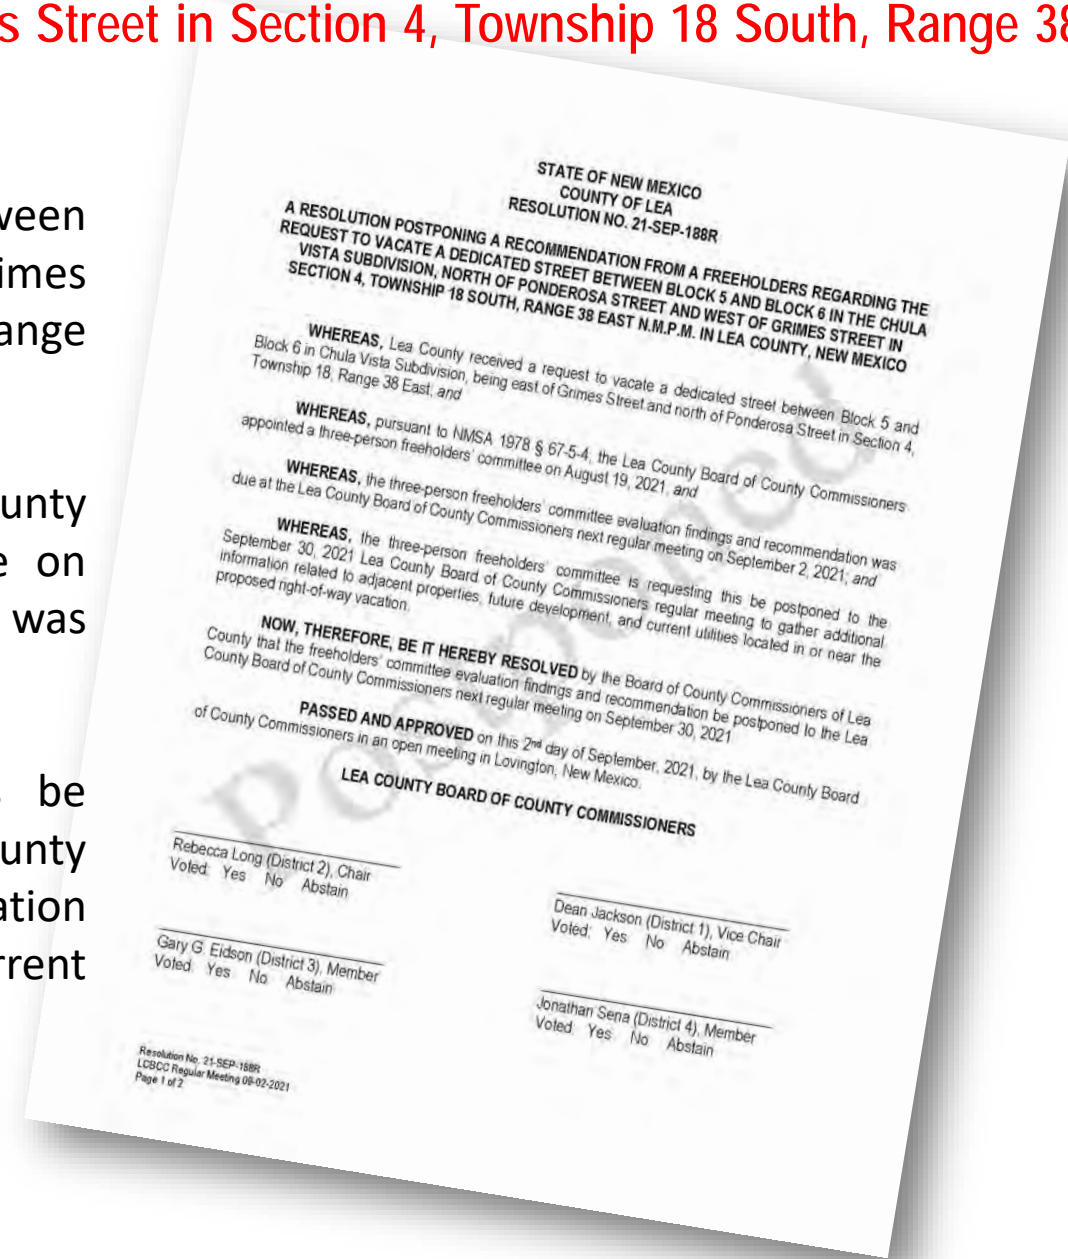 s Street in Section 4, Township 18 South, Range 38
ween
imes
ange
unty
e on
was
be
unty
ation
rrent
STATE OF NEW MEXICO
COUNTY OF LEA
RESOLUTION NO. 21-SEP-188R
A RESOLUTION POSTPONING A RECOMMENDATION FROM A FREEHOLDERS REGARDING THE
REQUEST TO VACATE A DEDICATED STREET BETWEEN BLOCK 5 AND BLOCK 6 IN THE CHULA
VISTA SUBDIVISION, NORTH OF PONDEROSA STREET AND WEST OF GRIMES STREET IN
SECTION 4, TOWNSHIP 18 SOUTH, RANGE 38 EAST N.M.P.M. IN LEA COUNTY, NEW MEXICO
WHEREAS, Lea County received a request to vacate a dedicated street between Block 5 and
Block 6 in Chula Vista Subdivision, being east of Grimes Street and north of Ponderosa Street in Section 4,
Township 18, Range 38 East; and
WHEREAS, pursuant to NMSA 1978 § 67-5-4, the Lea County Board of County Commissioners
appointed a three-person freeholders' committee on August 19, 2021; and
WHEREAS, the three-person freeholders' committee evaluation findings and recommendation was
due at the Lea County Board of County Commissioners next regular meeting on September 2, 2021; and
WHEREAS, the three-person freeholders' committee is requesting this be postponed to the
September 30, 2021 Lea County Board of County Commissioners regular meeting to gather additional
information related to adjacent properties, future development, and current utilities located in or near the
proposed right-of-way vacation.
NOW, THEREFORE, BE IT HEREBY RESOLVED by the Board of County Commissioners of Lea
County that the freeholders' committee evaluation findings and recommendation be postponed to the Lea
County Board of County Commissioners next regular meeting on September 30, 2021
PASSED AND APPROVED on this 2nd day of September, 2021, by the Lea County Board
of County Commissioners in an open meeting in Lovington, New Mexico.
LEA COUNTY BOARD OF COUNTY COMMISSIONERS
Rebecca Long (District 2), Chair
Voted: Yes No Abstain
Dean Jackson (District 1), Vice Chair
Voted: Yes No Abstain
Gary G. Eidson (District 3), Member
Voted: Yes No Abstain
Jonathan Sena (District 4), Member
Voted: Yes No Abstain
Resolution No. 21-SEP-188R
LCBCC Regular Meeting 09-02-2021
Page 1 of 2